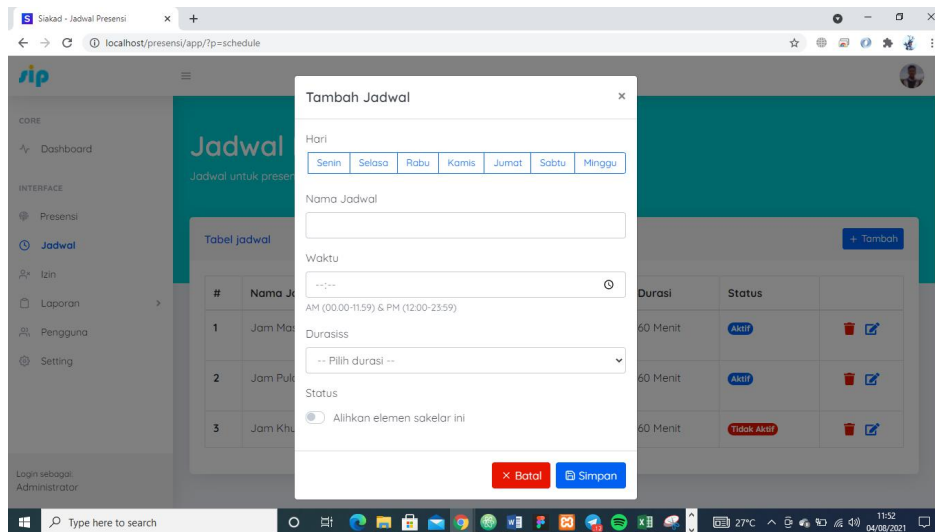 S Siakad - Jadwal Presensi
localhost/presensi/app/?p=schedule
sip
CORE
Dashboard
INTERFACE
Presensi
Jadwal
Izin
Laporan
Pengguna
Setting
Login sebagai:
Administrator
Jadwal
Jadwal untuk presen
Tabel jadwal
+ Tambah
# Nama Ja Durasi Status
1 Jam Mas 60 Menit Aktif
2 Jam Pula 60 Menit Aktif
3 Jam Khu 60 Menit Tidak Aktif
Tambah Jadwal ×
Hari
Senin Selasa Rabu Kamis Jumat Sabtu Minggu
Nama Jadwal
Waktu
--:--
AM (00.00-11.59) & PM (12:00-23:59)
Durasiss
-- Pilih durasi --
Status
Alihkan elemen sakelar ini
× Batal Simpan
Type here to search
27°C
11:52
04/08/2021